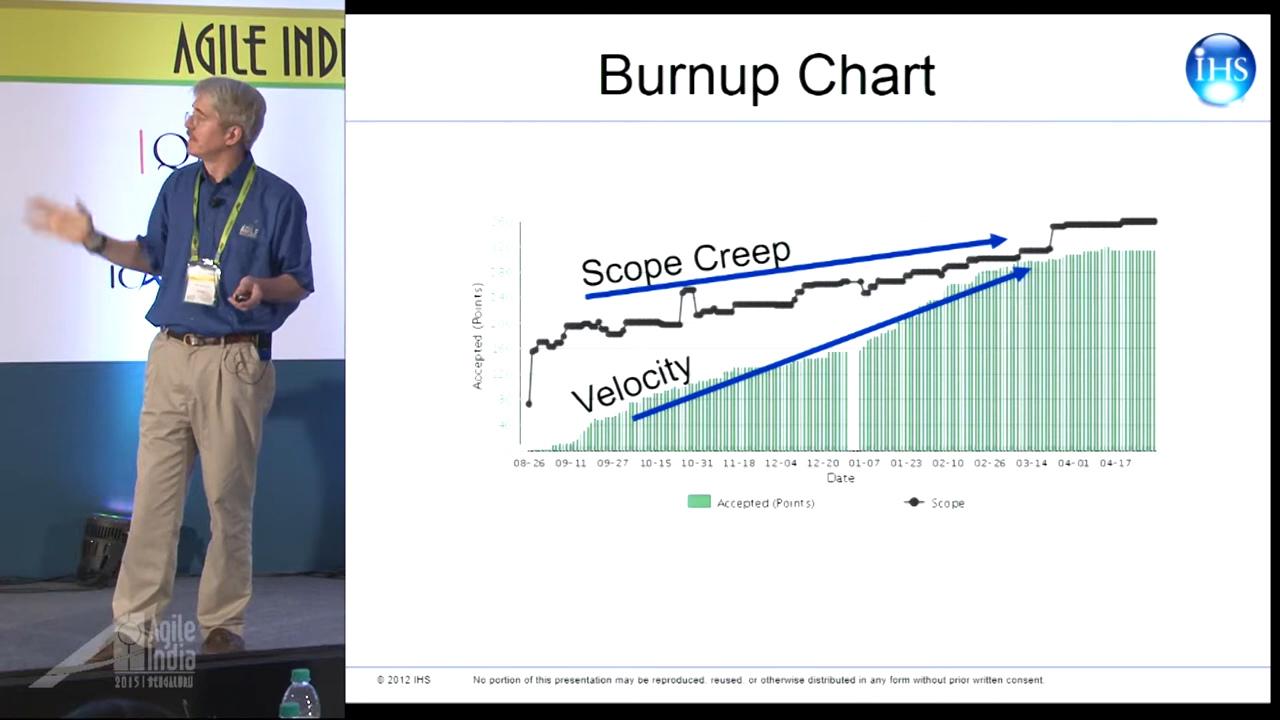 AGILE INDI
Burnup Chart
IHS
Scope Creep
Velocity
Accepted (Points)
08-26 09-11 09-27 10-15 10-31 11-18 12-04 12-20 01-07 01-23 02-10 02-26 03-14 04-01 04-17
Date
Accepted (Points) Scope
Agile
India
2015 | BENGALURU
© 2012 IHS No portion of this presentation may be reproduced, reused, or otherwise distributed in any form without prior written consent.